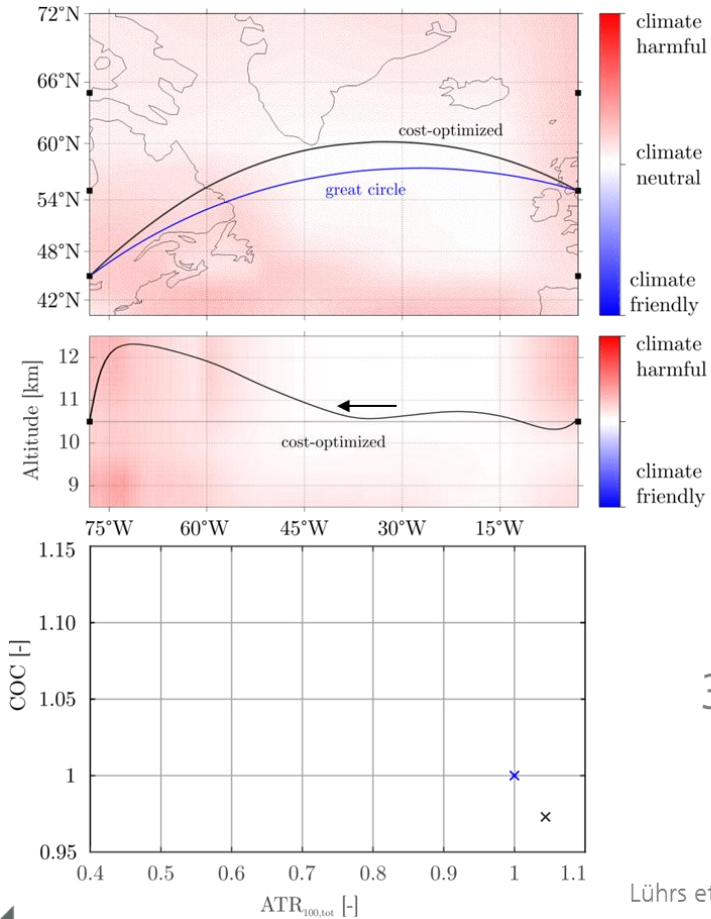 72°N
66°N
60°N
54°N
48°N
42°N
cost-optimized
great circle
climate
harmful
climate
neutral
climate
friendly
Altitude [km]
12
11
10
9
cost-optimized
climate
harmful
climate
friendly
75°W 60°W 45°W 30°W 15°W
COC [-]
1.15
1.10
1.05
1
0.95
0.4 0.5 0.6 0.7 0.8 0.9 1 1.1
ATR100,tot [-]
Lührs et